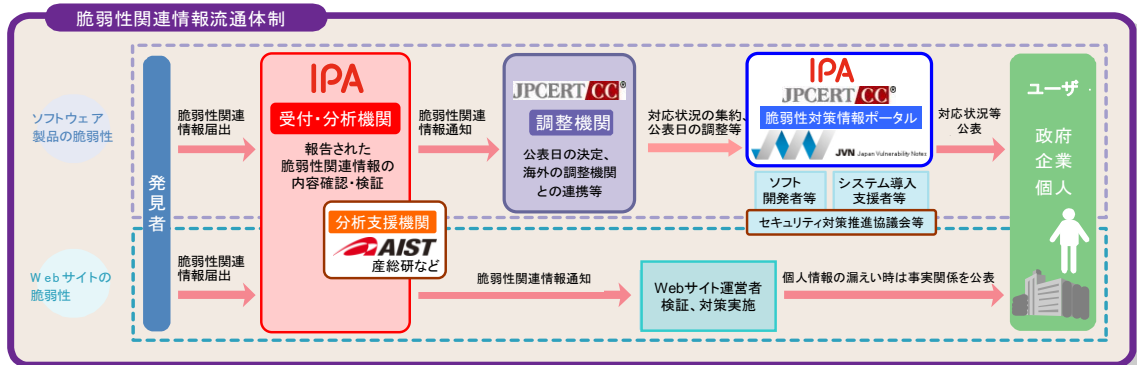 脆弱性関連情報流通体制
ソフトウェア
製品の脆弱性
発見者
脆弱性関連
情報届出
IPA
受付・分析機関
報告された
脆弱性関連情報の
内容確認・検証
分析支援機関
AIST
産総研など
脆弱性関連
情報通知
JPCERT CC®
調整機関
公表日の決定、
海外の調整機関
との連携等
対応状況の集約、
公表日の調整等
IPA
JPCERT CC®
脆弱性対策情報ポータル
JVN Japan Vulnerability Notes
ソフト
開発者等
システム導入
支援者等
セキュリティ対策推進協議会等
対応状況等
公表
ユーザ
政府
企業
個人
Webサイトの
脆弱性
脆弱性関連
情報届出
脆弱性関連情報通知
Webサイト運営者
検証、対策実施
個人情報の漏えい時は事実関係を公表